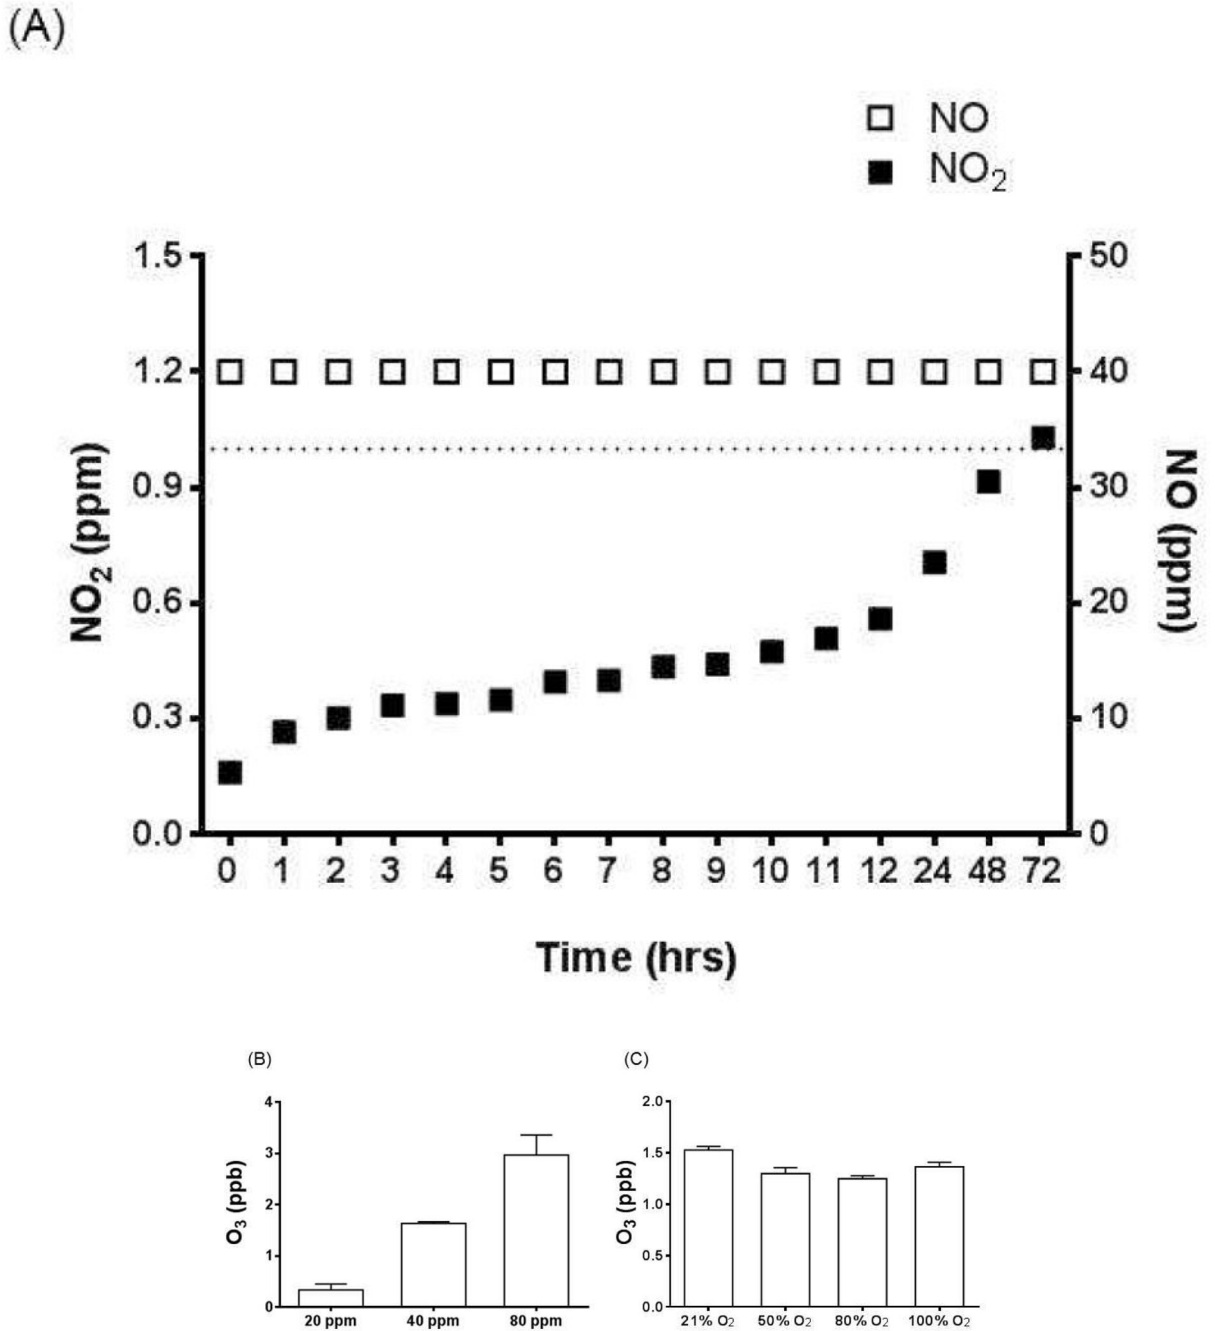 (A)
NO
NO₂
1.5
1.2
0.9
0.6
0.3
0.0
NO₂ (ppm)
50
40
30
20
10
0
NO (ppm)
0 1 2 3 4 5 6 7 8 9 10 11 12 24 48 72
Time (hrs)
(B)
4
3
2
1
0
O₃ (ppb)
20 ppm 40 ppm 80 ppm
(C)
2.0
1.5
1.0
0.5
0.0
O₃ (ppb)
21% O₂ 50% O₂ 80% O₂ 100% O₂